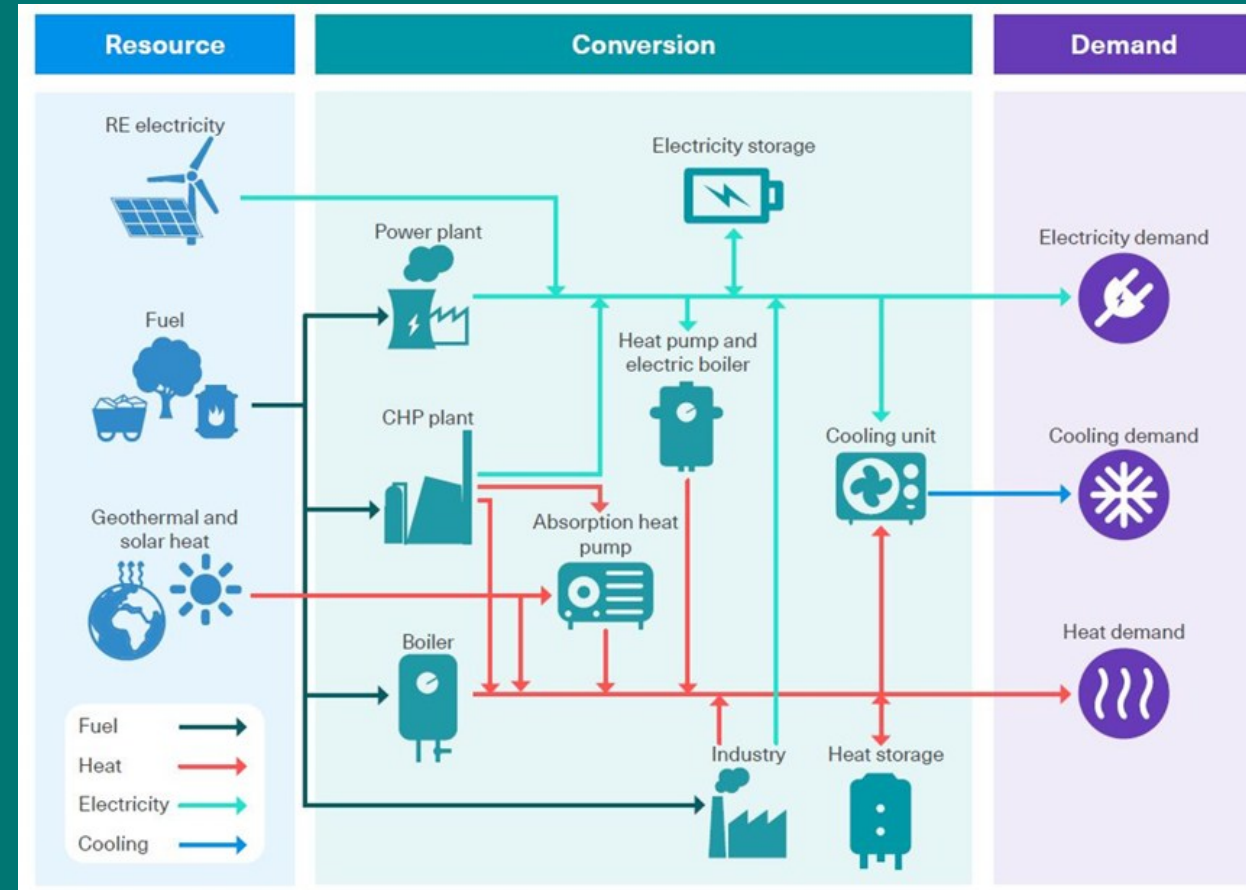 Resource
Conversion
Demand
RE electricity
Electricity storage
Power plant
Electricity demand
Fuel
Heat pump and
electric boiler
CHP plant
Cooling unit
Cooling demand
Geothermal and
solar heat
Absorption heat
pump
Boiler
Heat demand
Fuel
Heat
Electricity
Cooling
Industry
Heat storage